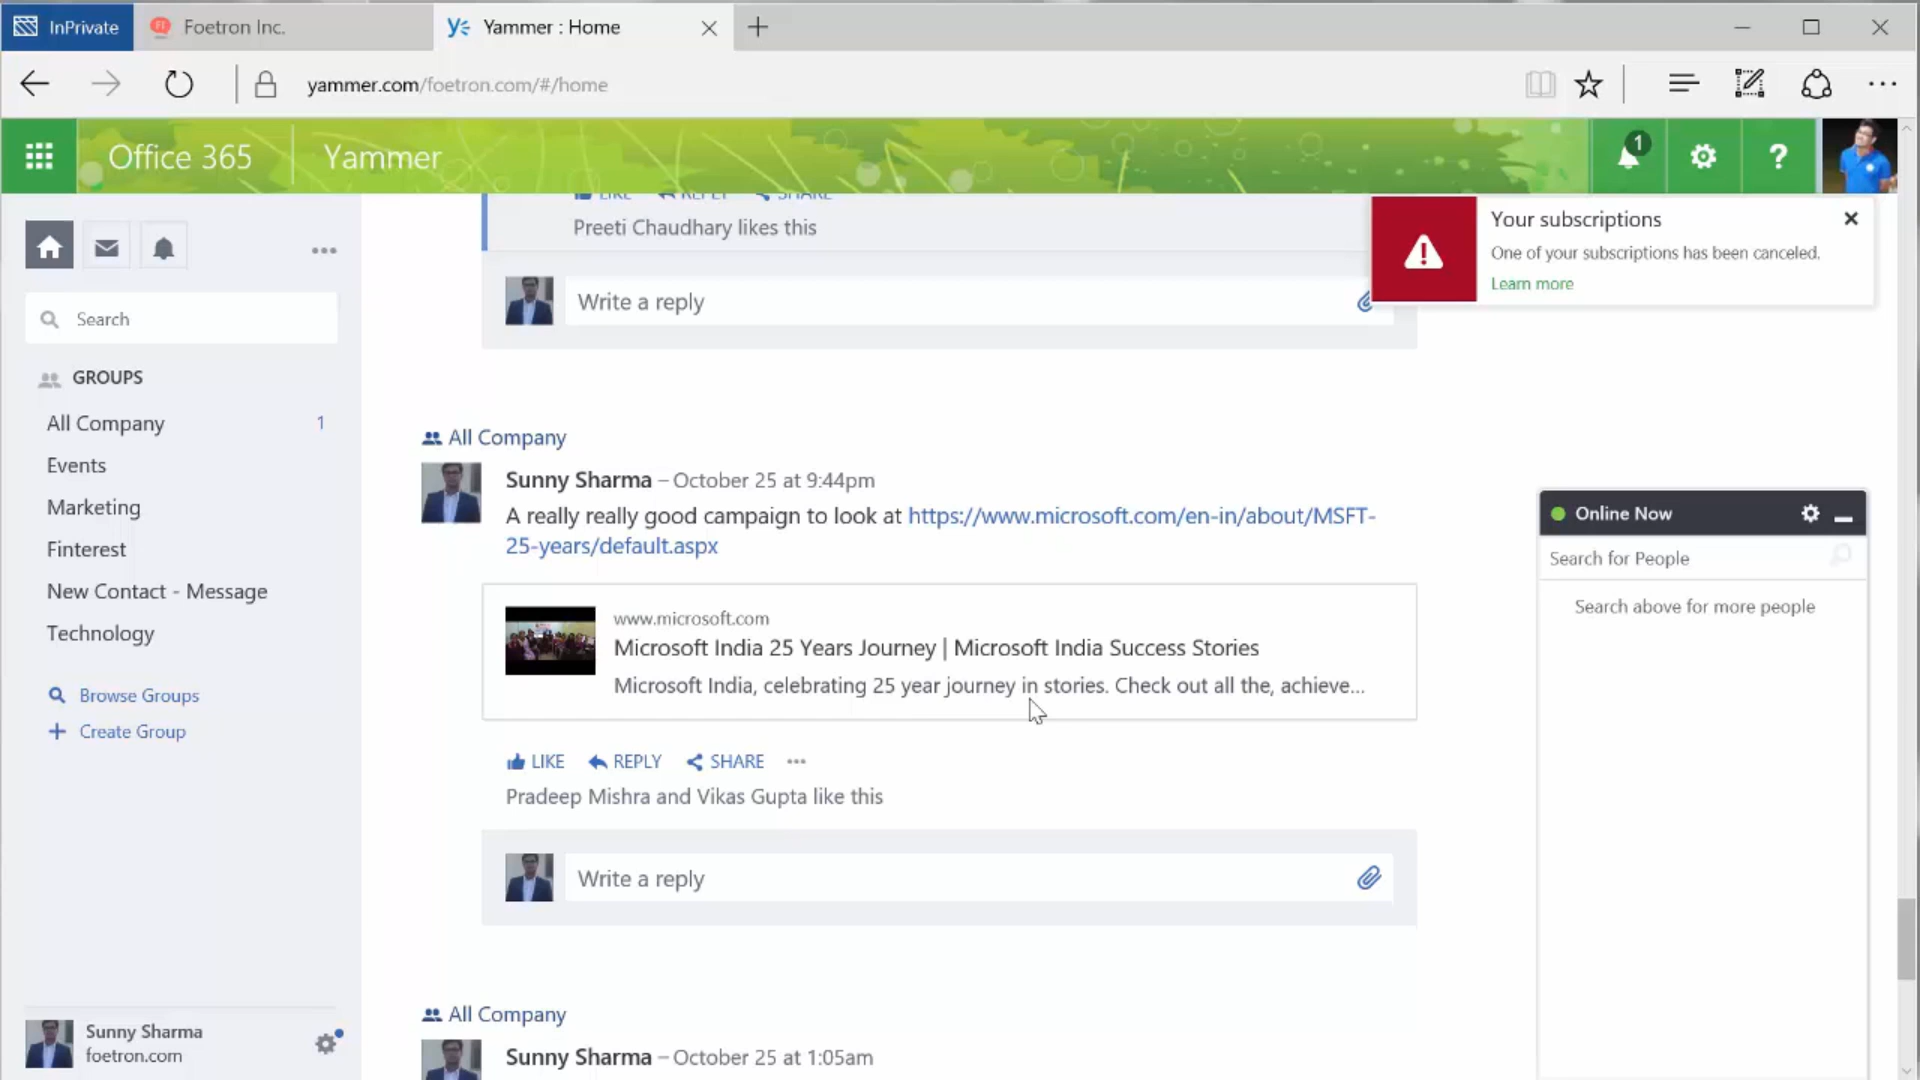 InPrivate
Foetron Inc.
Yammer : Home
yammer.com/foetron.com/#/home
Office 365
Yammer
1
LIKE REPLY SHARE
Preeti Chaudhary likes this
Your subscriptions
One of your subscriptions has been canceled.
Learn more
Write a reply
Search
GROUPS
All Company 1
Events
Marketing
Finterest
New Contact - Message
Technology
Browse Groups
Create Group
Sunny Sharma
foetron.com
All Company
Sunny Sharma – October 25 at 9:44pm
A really really good campaign to look at https://www.microsoft.com/en-in/about/MSFT-
25-years/default.aspx
www.microsoft.com
Microsoft India 25 Years Journey | Microsoft India Success Stories
Microsoft India, celebrating 25 year journey in stories. Check out all the, achieve...
LIKE REPLY SHARE
Pradeep Mishra and Vikas Gupta like this
Write a reply
All Company
Sunny Sharma – October 25 at 1:05am
Online Now
Search for People
Search above for more people